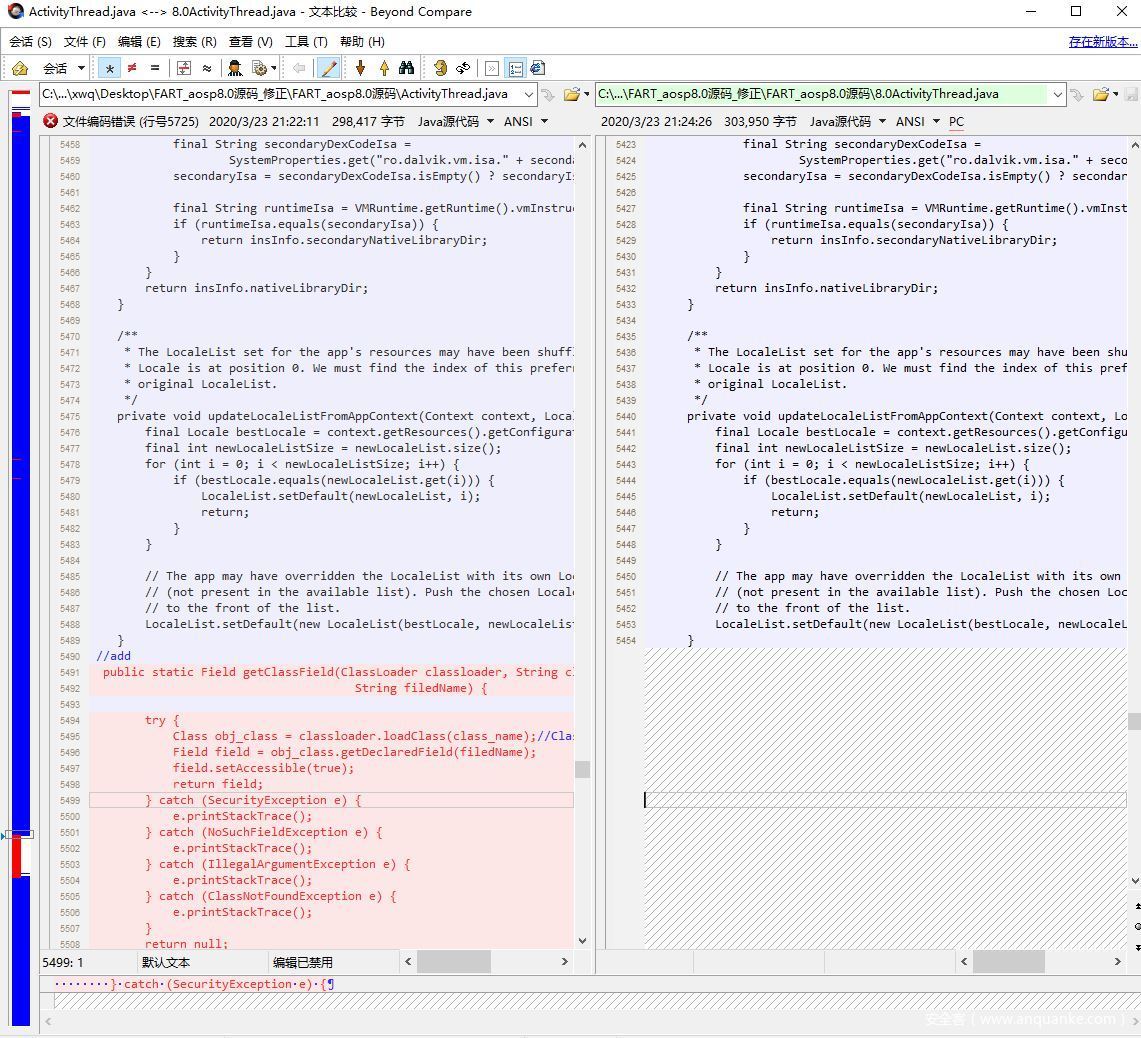 ActivityThread.java <--> 8.0ActivityThread.java - 文本比较 - Beyond Compare
会话 (S) 文件 (F) 编辑 (E) 搜索 (R) 查看 (V) 工具 (T) 帮助 (H)
存在新版本...
会话
C:\...\xwq\Desktop\FART_aosp8.0源码_修正\FART_aosp8.0源码\ActivityThread.java
C:\...\FART_aosp8.0源码_修正\FART_aosp8.0源码\8.0ActivityThread.java
文件编码错误 (行号5725) 2020/3/23 21:22:11 298,417 字节 Java源代码 ANSI
2020/3/23 21:24:26 303,950 字节 Java源代码 ANSI PC
5458 final String secondaryDexCodeIsa =
5459 SystemProperties.get("ro.dalvik.vm.isa." + seconda
5460 secondaryIsa = secondaryDexCodeIsa.isEmpty() ? secondaryIs
5461
5462 final String runtimeIsa = VMRuntime.getRuntime().vmInstruc
5463 if (runtimeIsa.equals(secondaryIsa)) {
5464 return insInfo.secondaryNativeLibraryDir;
5465 }
5466 }
5467 return insInfo.nativeLibraryDir;
5468 }
5469
5470 /**
5471 * The LocaleList set for the app's resources may have been shuffl
5472 * Locale is at position 0. We must find the index of this prefer
5473 * original LocaleList.
5474 */
5475 private void updateLocaleListFromAppContext(Context context, Local
5476 final Locale bestLocale = context.getResources().getConfigurat
5477 final int newLocaleListSize = newLocaleList.size();
5478 for (int i = 0; i < newLocaleListSize; i++) {
5479 if (bestLocale.equals(newLocaleList.get(i))) {
5480 LocaleList.setDefault(newLocaleList, i);
5481 return;
5482 }
5483 }
5484
5485 // The app may have overridden the LocaleList with its own Loc
5486 // (not present in the available list). Push the chosen Locale
5487 // to the front of the list.
5488 LocaleList.setDefault(new LocaleList(bestLocale, newLocaleList
5489 }
5490 //add
5491 public static Field getClassField(ClassLoader classloader, String cl
5492 String filedName) {
5493
5494 try {
5495 Class obj_class = classloader.loadClass(class_name);//Clas
5496 Field field = obj_class.getDeclaredField(filedName);
5497 field.setAccessible(true);
5498 return field;
5499 } catch (SecurityException e) {
5500 e.printStackTrace();
5501 } catch (NoSuchFieldException e) {
5502 e.printStackTrace();
5503 } catch (IllegalArgumentException e) {
5504 e.printStackTrace();
5505 } catch (ClassNotFoundException e) {
5506 e.printStackTrace();
5507 }
5508 return null;
5423 final String secondaryDexCodeIsa =
5424 SystemProperties.get("ro.dalvik.vm.isa." + seco
5425 secondaryIsa = secondaryDexCodeIsa.isEmpty() ? secondar
5426
5427 final String runtimeIsa = VMRuntime.getRuntime().vmInst
5428 if (runtimeIsa.equals(secondaryIsa)) {
5429 return insInfo.secondaryNativeLibraryDir;
5430 }
5431 }
5432 return insInfo.nativeLibraryDir;
5433 }
5434
5435 /**
5436 * The LocaleList set for the app's resources may have been shu
5437 * Locale is at position 0. We must find the index of this pref
5438 * original LocaleList.
5439 */
5440 private void updateLocaleListFromAppContext(Context context, Lo
5441 final Locale bestLocale = context.getResources().getConfigu
5442 final int newLocaleListSize = newLocaleList.size();
5443 for (int i = 0; i < newLocaleListSize; i++) {
5444 if (bestLocale.equals(newLocaleList.get(i))) {
5445 LocaleList.setDefault(newLocaleList, i);
5446 return;
5447 }
5448 }
5449
5450 // The app may have overridden the LocaleList with its own
5451 // (not present in the available list). Push the chosen Loc
5452 // to the front of the list.
5453 LocaleList.setDefault(new LocaleList(bestLocale, newLocaleL
5454 }
5499: 1 默认文本 编辑已禁用
········}·catch·(SecurityException·e)·{¶
安全客 ( www.anquanke.com )